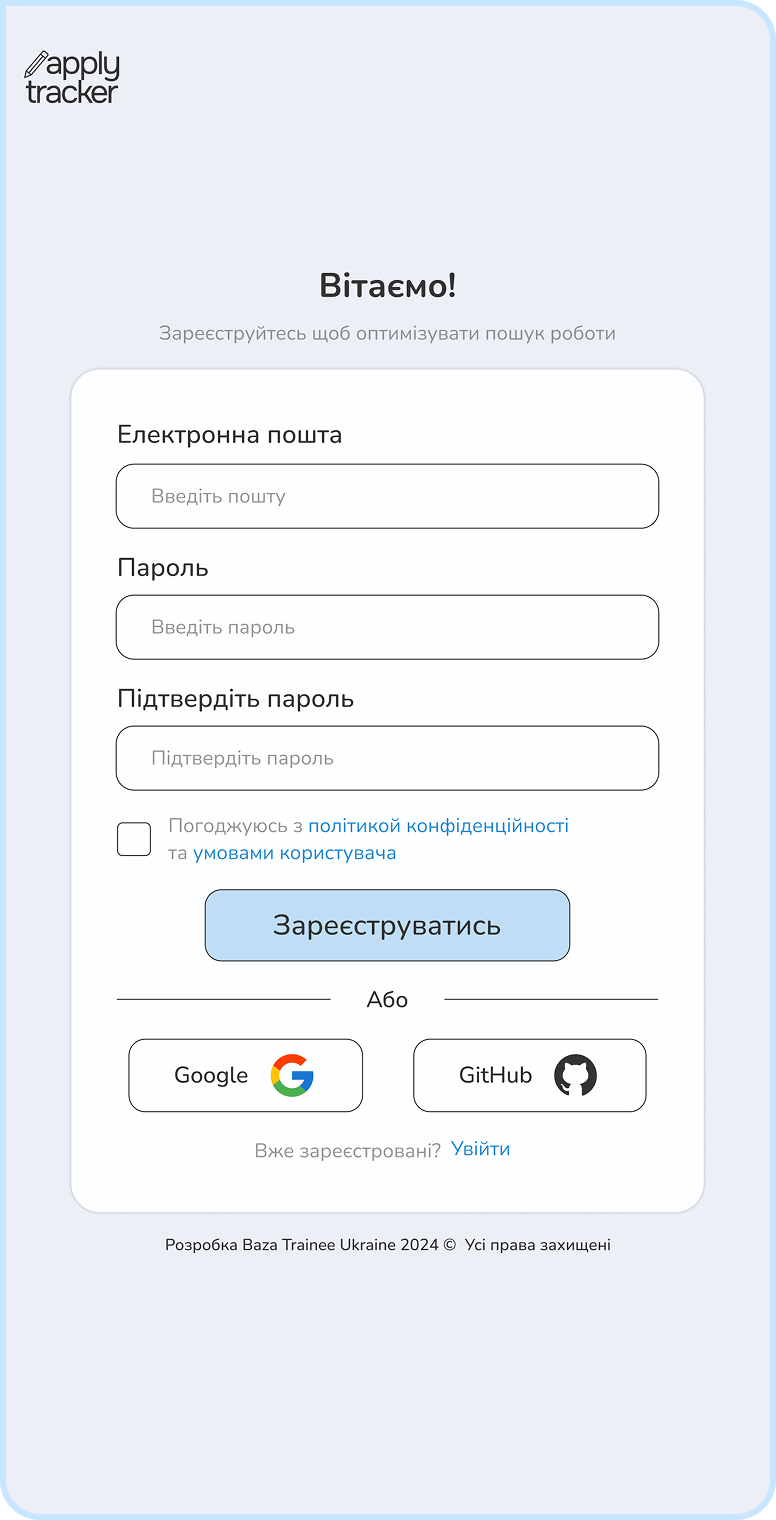 apply
tracker
Вітаємо!
Зареєструйтесь щоб оптимізувати пошук роботи
Електронна пошта
Введіть пошту
Пароль
Введіть пароль
Підтвердіть пароль
Підтвердіть пароль
Погоджуюсь з політикой конфіденційності
та умовами користувача
Зареєструватись
Або
Google
GitHub
Вже зареєстровані? Увійти
Розробка Baza Trainee Ukraine 2024 © Усі права захищені